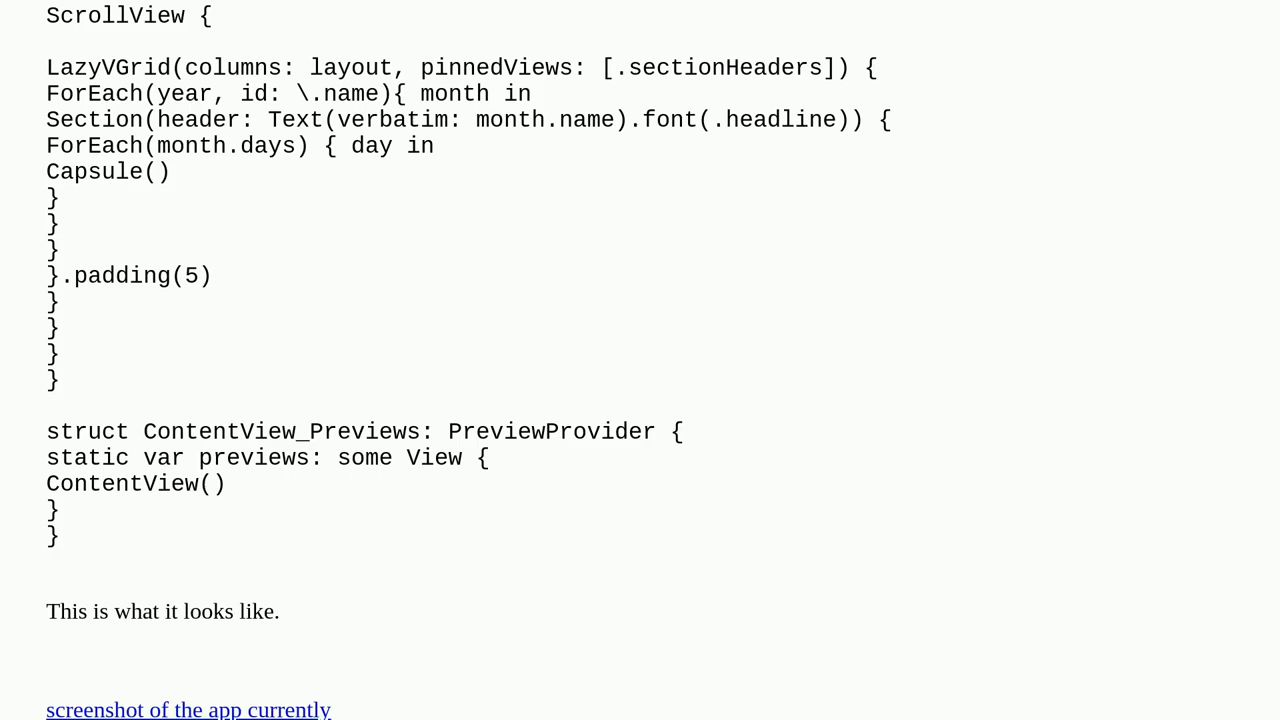 ScrollView {
LazyVGrid(columns: layout, pinnedViews: [.sectionHeaders]) {
ForEach(year, id: \.name){ month in
Section(header: Text(verbatim: month.name).font(.headline)) {
ForEach(month.days) { day in
Capsule()
}
}
}
}.padding(5)
}
}
}
}
struct ContentView_Previews: PreviewProvider {
static var previews: some View {
ContentView()
}
}
This is what it looks like.
screenshot of the app currently